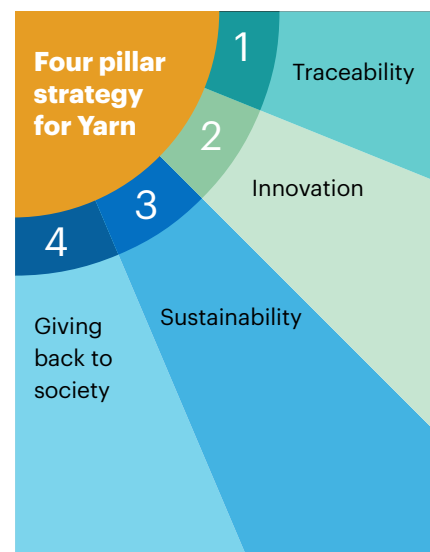 Four pillar
strategy
for Yarn
1
Traceability
2
Innovation
3
Sustainability
4
Giving
back to
society